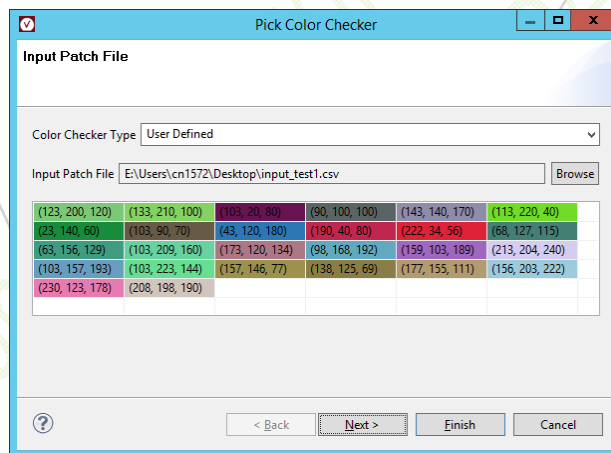 Pick Color Checker
Input Patch File
Color Checker Type User Defined
Input Patch File E:\Users\cn1572\Desktop\input_test1.csv Browse
(123, 200, 120) (133, 210, 100) (103, 20, 80) (90, 100, 100) (143, 140, 170) (113, 220, 40)
(23, 140, 60) (103, 90, 70) (43, 120, 180) (190, 40, 80) (222, 34, 56) (68, 127, 115)
(63, 156, 129) (103, 209, 160) (173, 120, 134) (98, 168, 192) (159, 103, 189) (213, 204, 240)
(103, 157, 193) (103, 223, 144) (157, 146, 77) (138, 125, 69) (177, 155, 111) (156, 203, 222)
(230, 123, 178) (208, 198, 190)
? < Back Next > Finish Cancel